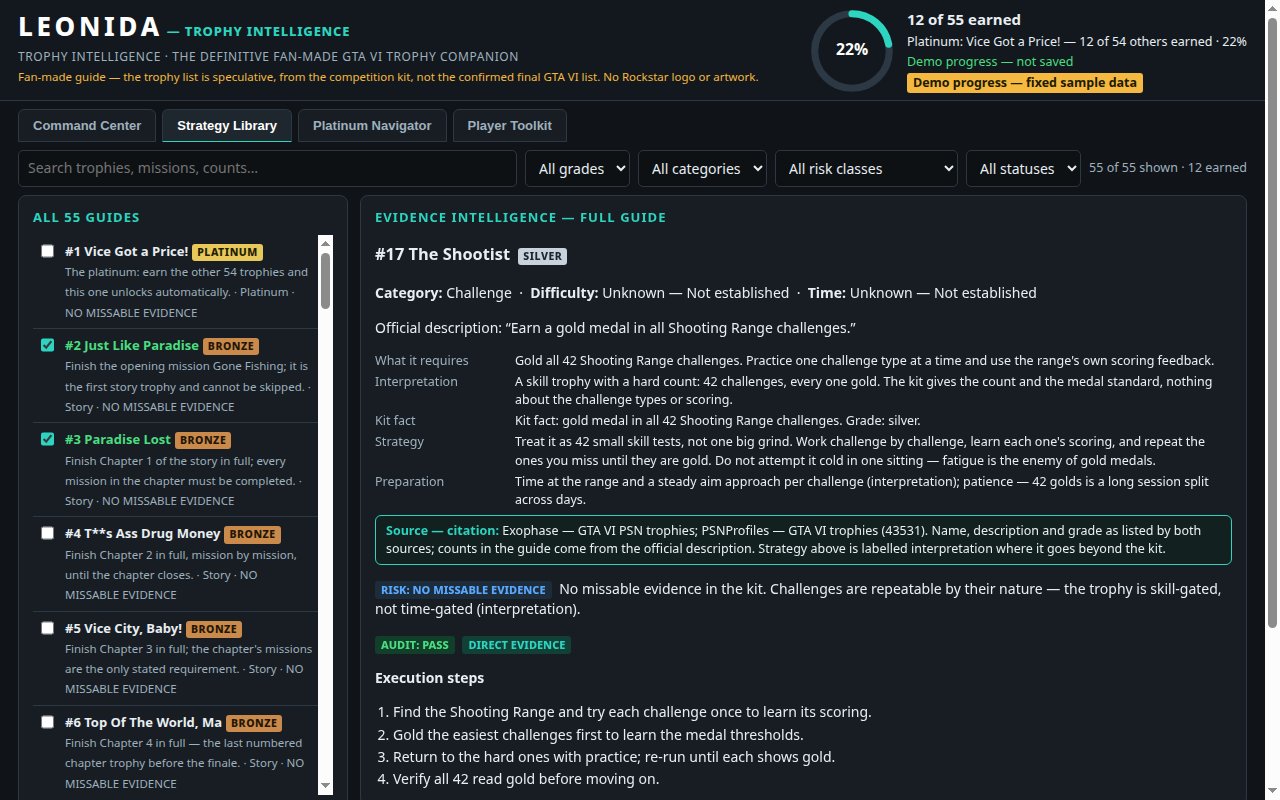 LEONIDA — TROPHY INTELLIGENCE
TROPHY INTELLIGENCE · THE DEFINITIVE FAN-MADE GTA VI TROPHY COMPANION
Fan-made guide — the trophy list is speculative, from the competition kit, not the confirmed final GTA VI list. No Rockstar logo or artwork.
22%
12 of 55 earned
Platinum: Vice Got a Price! — 12 of 54 others earned · 22%
Demo progress — not saved
Demo progress — fixed sample data
Command Center
Strategy Library
Platinum Navigator
Player Toolkit
Search trophies, missions, counts...
All grades
All categories
All risk classes
All statuses
55 of 55 shown · 12 earned
ALL 55 GUIDES
#1 Vice Got a Price! PLATINUM
The platinum: earn the other 54 trophies and
this one unlocks automatically. · Platinum ·
NO MISSABLE EVIDENCE
#2 Just Like Paradise BRONZE
Finish the opening mission Gone Fishing; it is
the first story trophy and cannot be skipped. ·
Story · NO MISSABLE EVIDENCE
#3 Paradise Lost BRONZE
Finish Chapter 1 of the story in full; every
mission in the chapter must be completed. ·
Story · NO MISSABLE EVIDENCE
#4 T**s Ass Drug Money BRONZE
Finish Chapter 2 in full, mission by mission,
until the chapter closes. · Story · NO
MISSABLE EVIDENCE
#5 Vice City, Baby! BRONZE
Finish Chapter 3 in full; the chapter's missions
are the only stated requirement. · Story · NO
MISSABLE EVIDENCE
#6 Top Of The World, Ma BRONZE
Finish Chapter 4 in full — the last numbered
chapter trophy before the finale. · Story · NO
MISSABLE EVIDENCE
EVIDENCE INTELLIGENCE — FULL GUIDE
#17 The Shootist SILVER
Category: Challenge · Difficulty: Unknown — Not established · Time: Unknown — Not established
Official description: “Earn a gold medal in all Shooting Range challenges.”
What it requires Gold all 42 Shooting Range challenges. Practice one challenge type at a time and use the range's own scoring feedback.
Interpretation A skill trophy with a hard count: 42 challenges, every one gold. The kit gives the count and the medal standard, nothing
about the challenge types or scoring.
Kit fact Kit fact: gold medal in all 42 Shooting Range challenges. Grade: silver.
Strategy Treat it as 42 small skill tests, not one big grind. Work challenge by challenge, learn each one's scoring, and repeat the
ones you miss until they are gold. Do not attempt it cold in one sitting — fatigue is the enemy of gold medals.
Preparation Time at the range and a steady aim approach per challenge (interpretation); patience — 42 golds is a long session split
across days.
Source — citation: Exophase — GTA VI PSN trophies; PSNProfiles — GTA VI trophies (43531). Name, description and grade as listed by both
sources; counts in the guide come from the official description. Strategy above is labelled interpretation where it goes beyond the kit.
RISK: NO MISSABLE EVIDENCE No missable evidence in the kit. Challenges are repeatable by their nature — the trophy is skill-gated,
not time-gated (interpretation).
AUDIT: PASS DIRECT EVIDENCE
Execution steps
1. Find the Shooting Range and try each challenge once to learn its scoring.
2. Gold the easiest challenges first to learn the medal thresholds.
3. Return to the hard ones with practice; re-run until each shows gold.
4. Verify all 42 read gold before moving on.